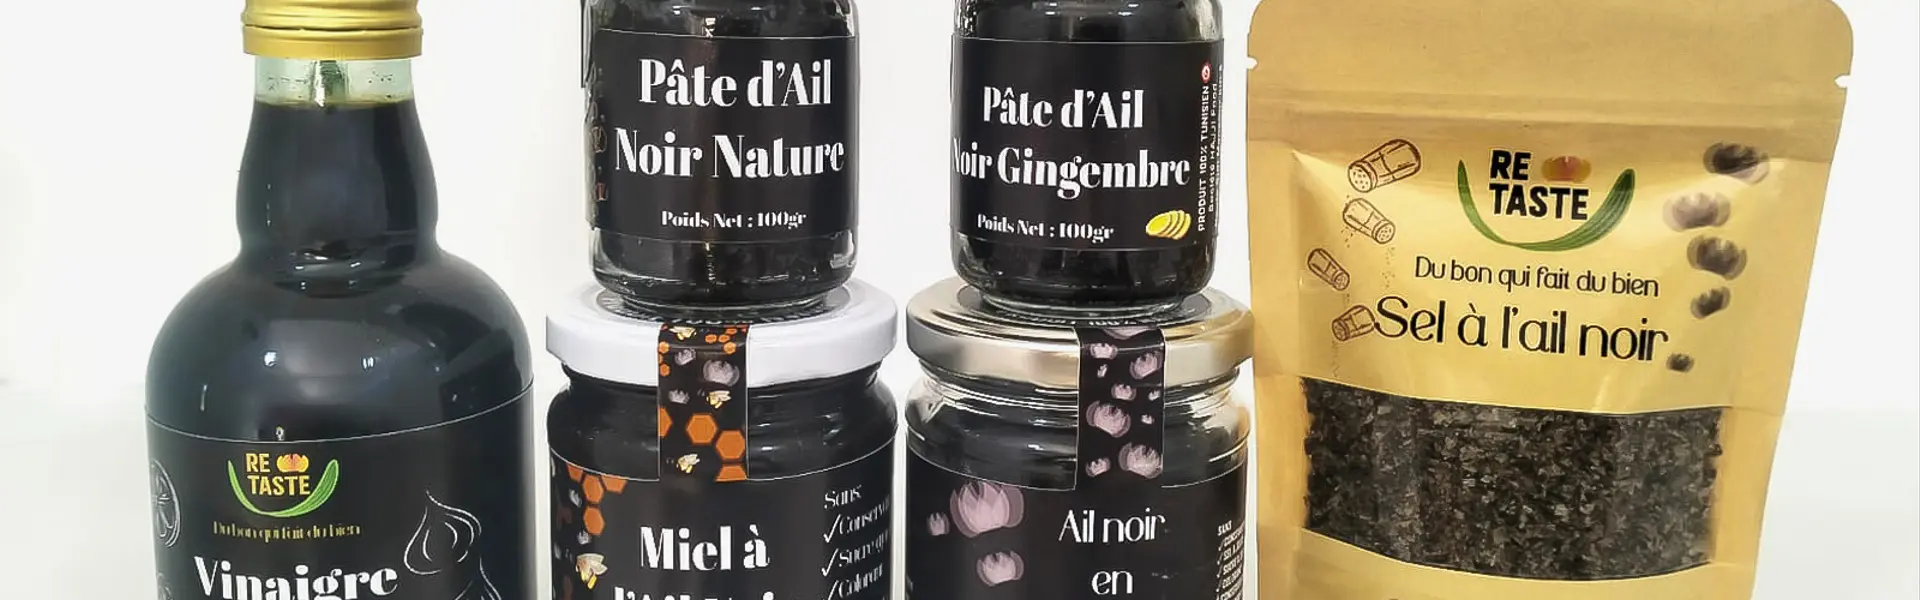 RE
TASTE
Du bon qui fait du bien
Vinaigre
Pâte d'Ail
Noir Nature
Poids Net : 100gr
Pâte d'Ail
Noir Gingembre
Poids Net : 100gr
PRODUIT 100% TUNISIEN
Miel à
Sans:
Ail noir
en
SANS
RE
TASTE
Du bon qui fait du bien
Sel à l'ail noir